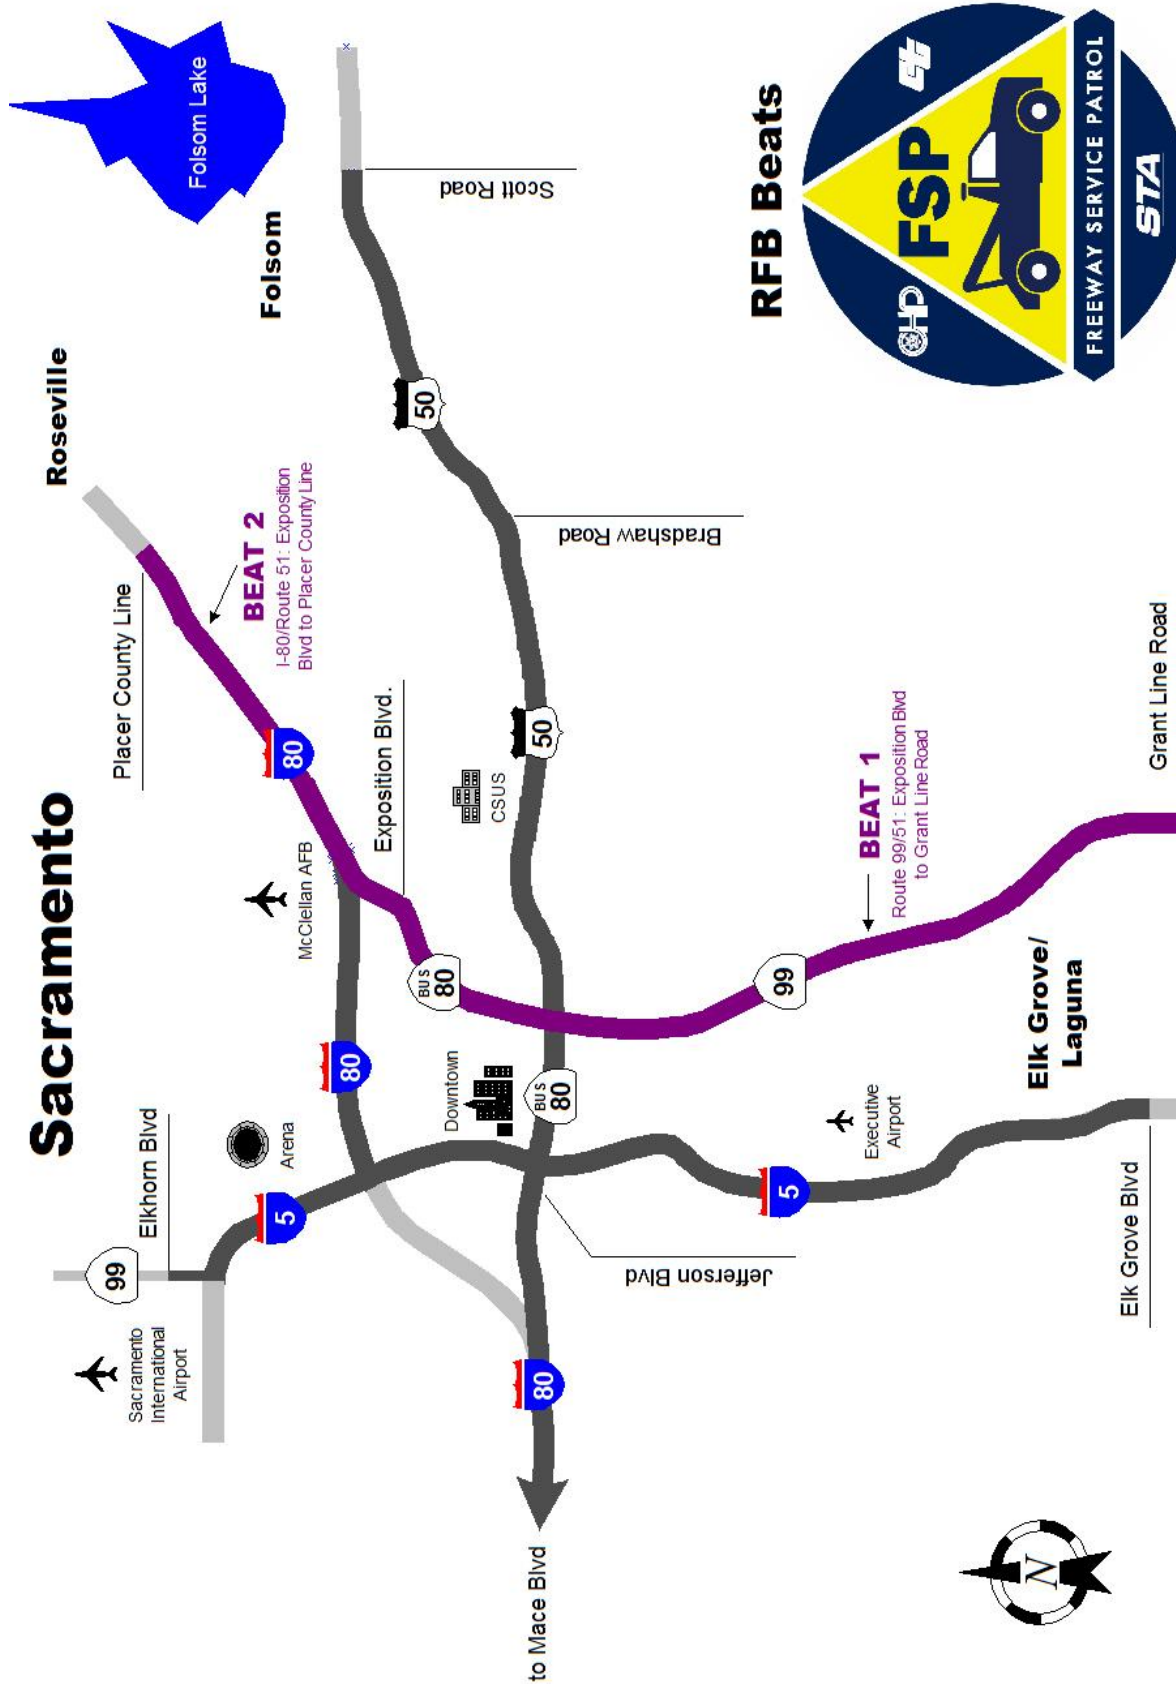 Sacramento
Sacramento
International
Airport
99
Elkhorn Blvd
5
Arena
80
McClellan AFB
Placer County Line
80
BEAT 2
I-80/Route 51: Exposition
Blvd to Placer County Line
Roseville
Folsom
Folsom Lake
Exposition Blvd.
BUS
80
Downtown
BUS
80
CSUS
50
50
Scott Road
Bradshaw Road
to Mace Blvd
80
Jefferson Blvd
5
Executive
Airport
99
BEAT 1
Route 99/51: Exposition Blvd
to Grant Line Road
Elk Grove/
Laguna
Elk Grove Blvd
Grant Line Road
N
RFB Beats
CHP
FSP
FREEWAY SERVICE PATROL
STA